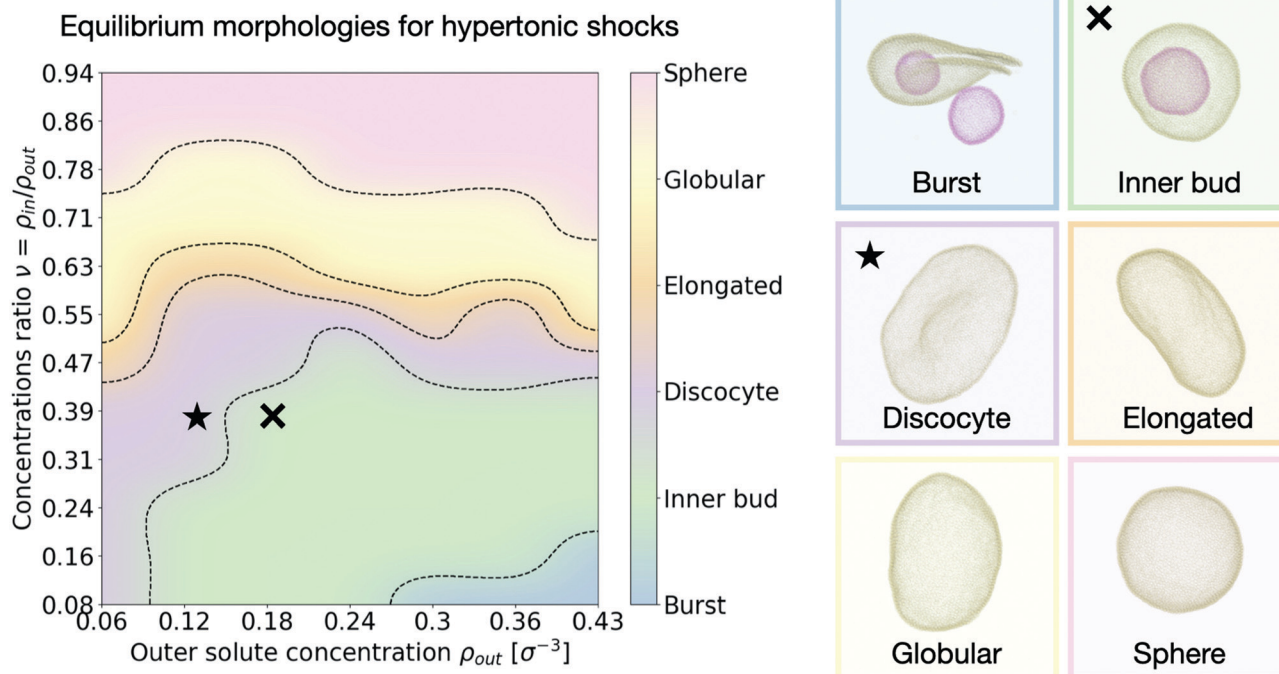 Equilibrium morphologies for hypertonic shocks
0.94
0.86
0.78
0.71
0.63
0.55
0.47
0.39
0.31
0.24
0.16
0.08
Concentrations ratio ν = ρ_in/ρ_out
0.06 0.12 0.18 0.24 0.3 0.36 0.43
Outer solute concentration ρ_out [σ⁻³]
Sphere
Globular
Elongated
Discocyte
Inner bud
Burst
Burst
Inner bud
Discocyte
Elongated
Globular
Sphere